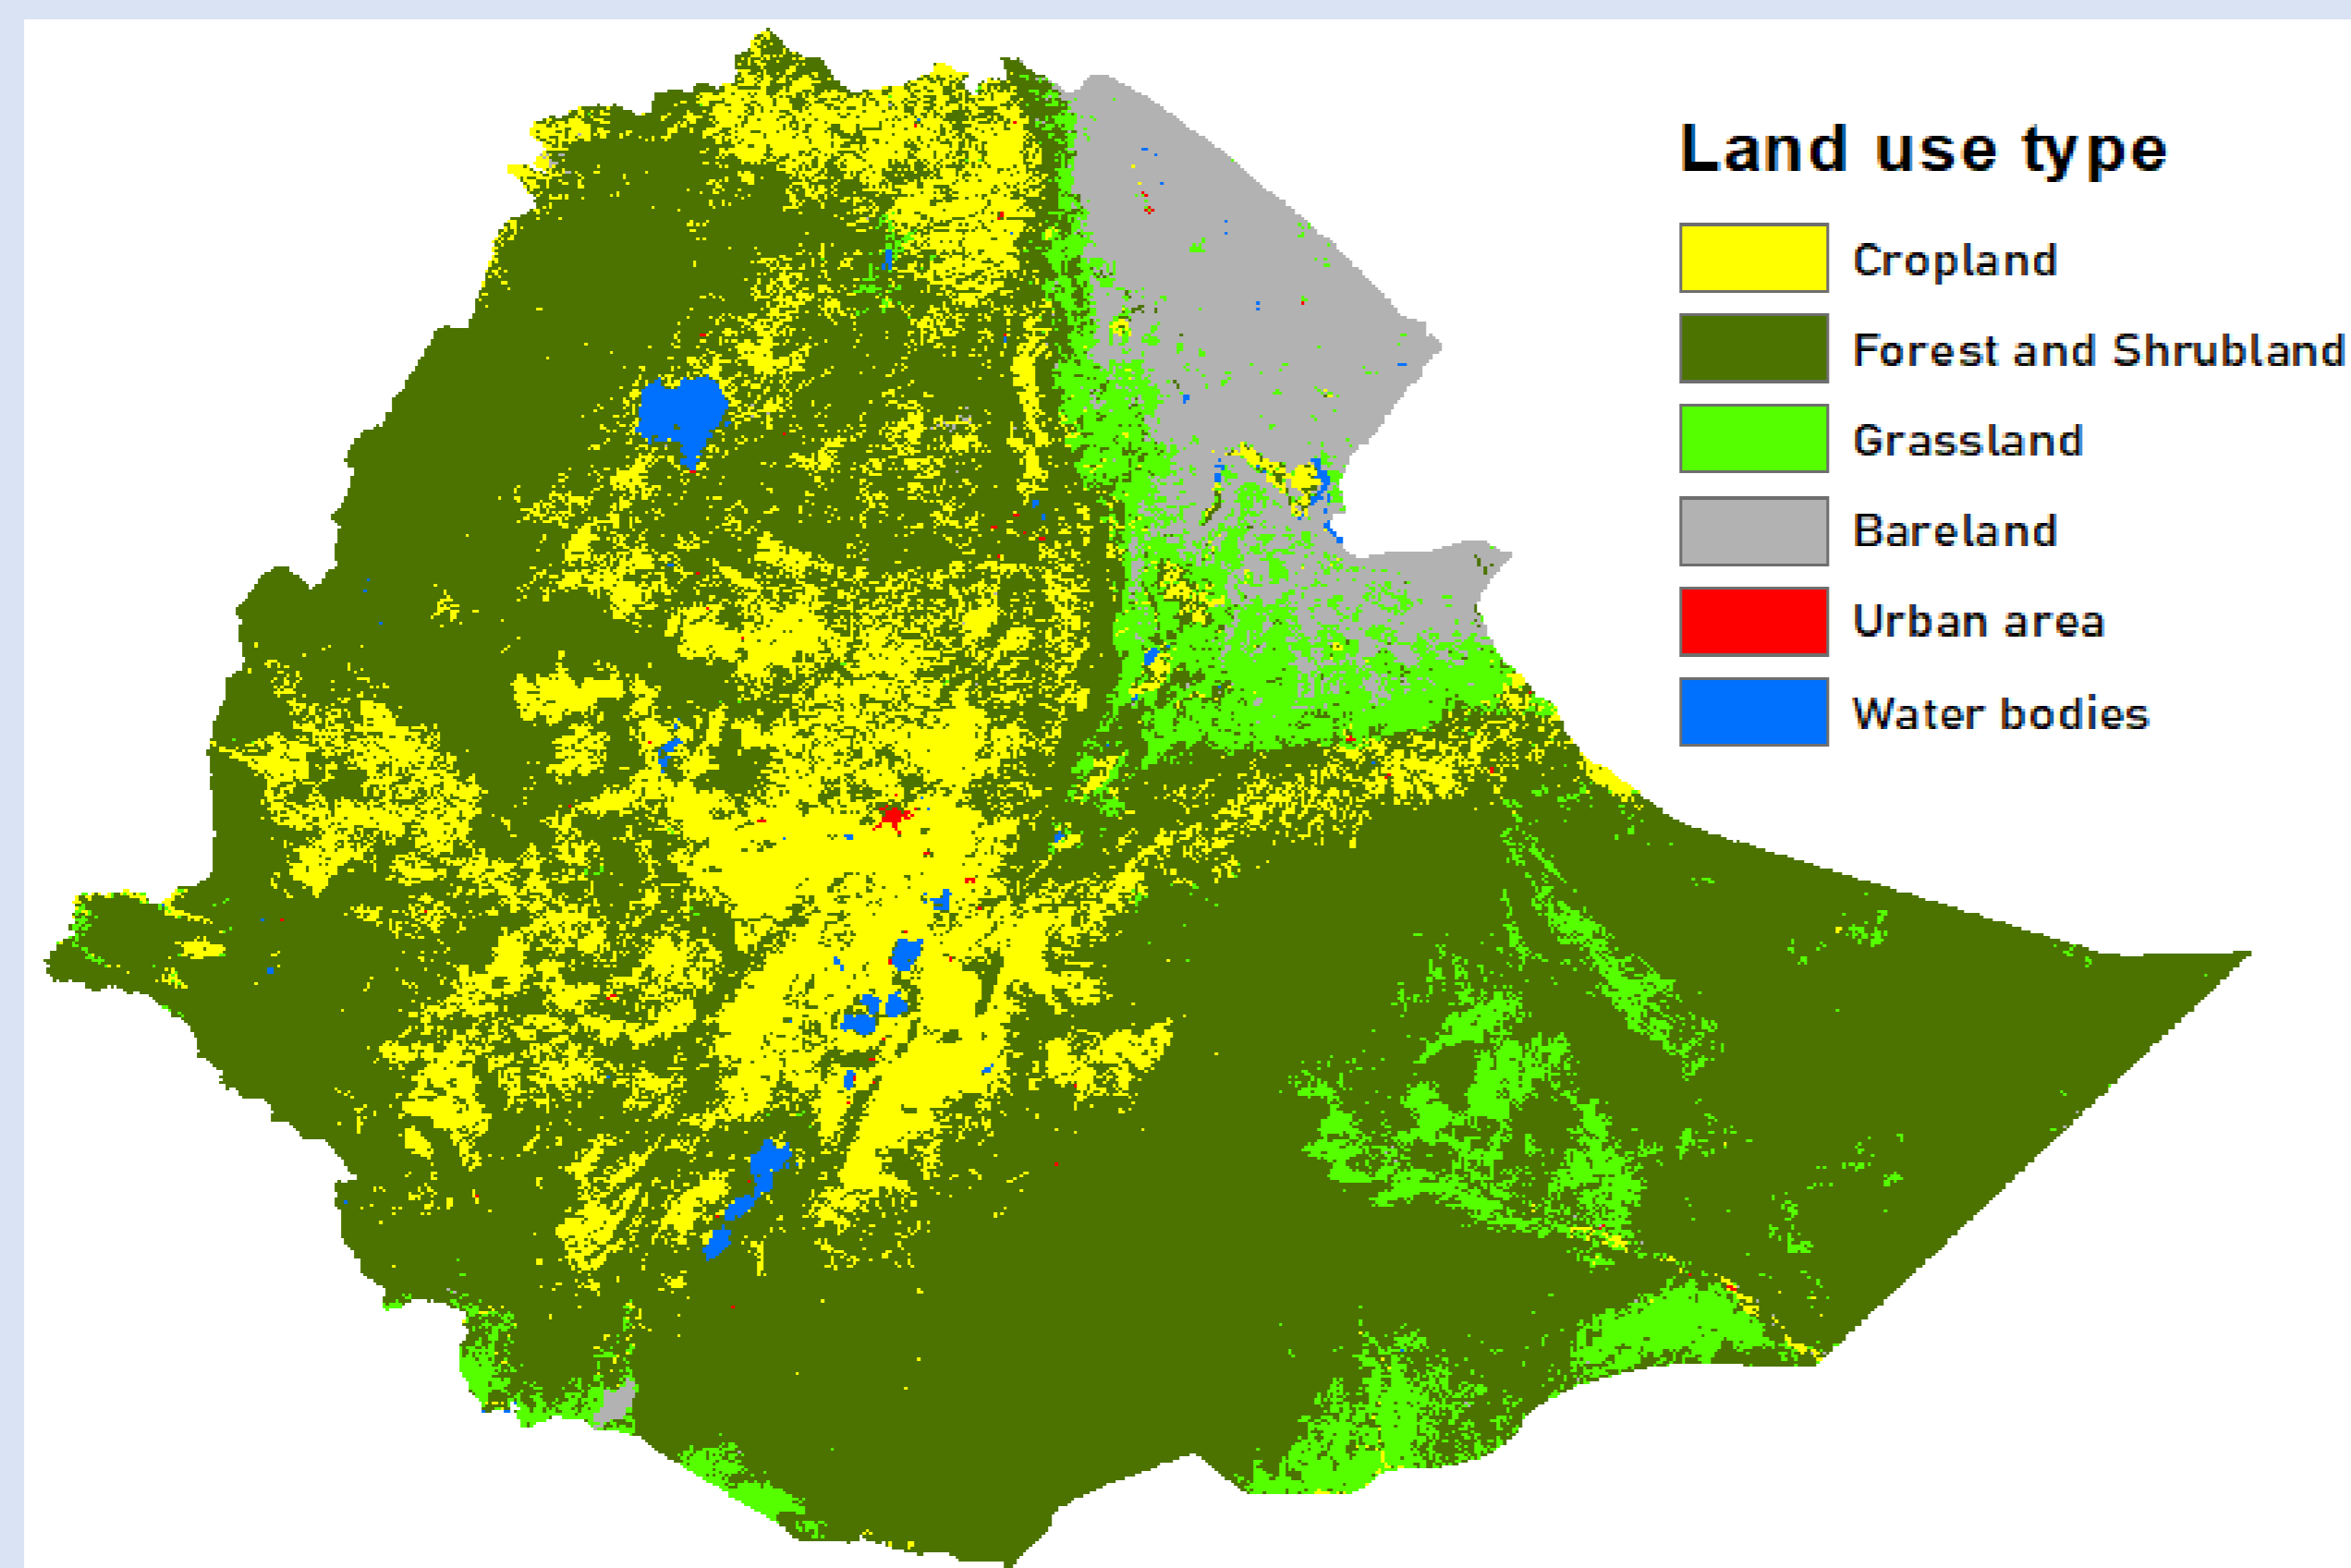 Land use type
Cropland
Forest and Shrubland
Grassland
Bareland
Urban area
Water bodies